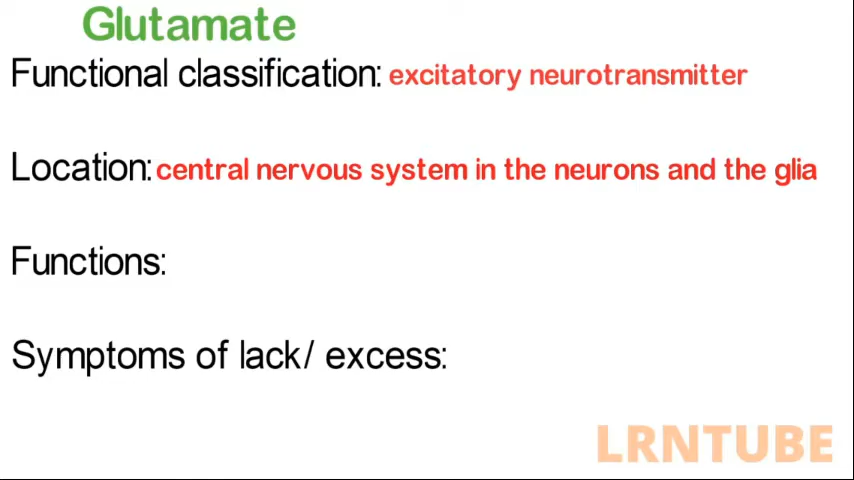 Glutamate
Functional classification: excitatory neurotransmitter
Location: central nervous system in the neurons and the glia
Functions:
Symptoms of lack/ excess:
LRNTUBE